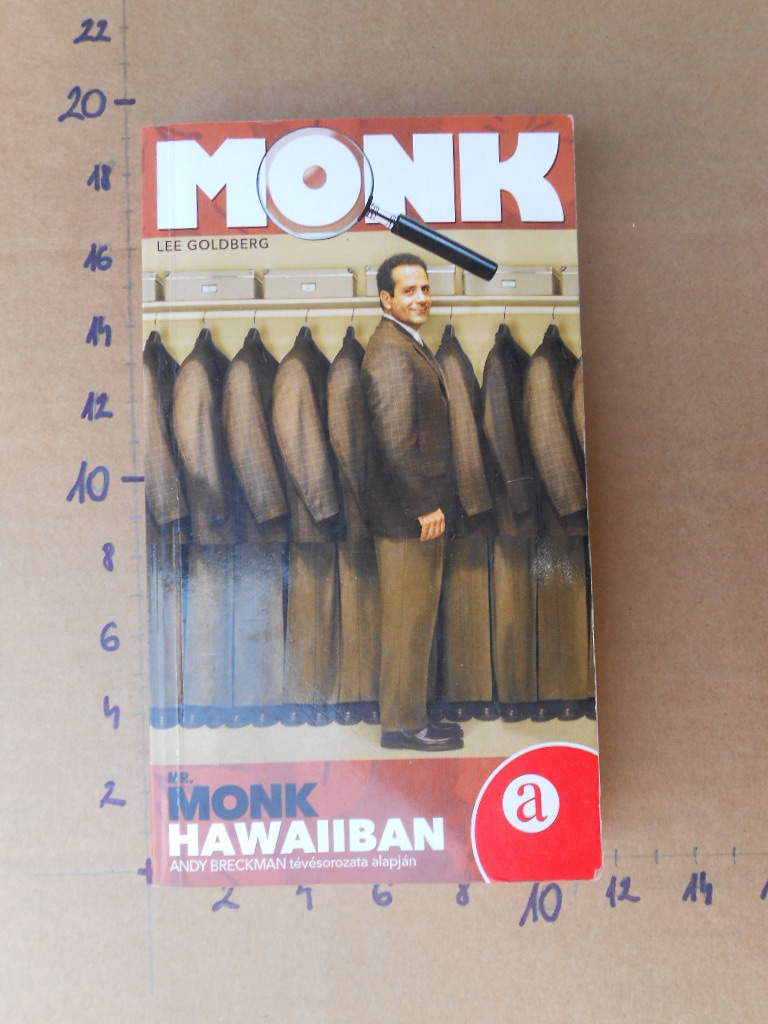 22
20
18
16
14
12
10
8
6
4
2
MONK
LEE GOLDBERG
MR.
MONK
HAWAIIBAN
ANDY BRECKMAN tévésorozata alapján
a
2 4 6 8 10 12 14